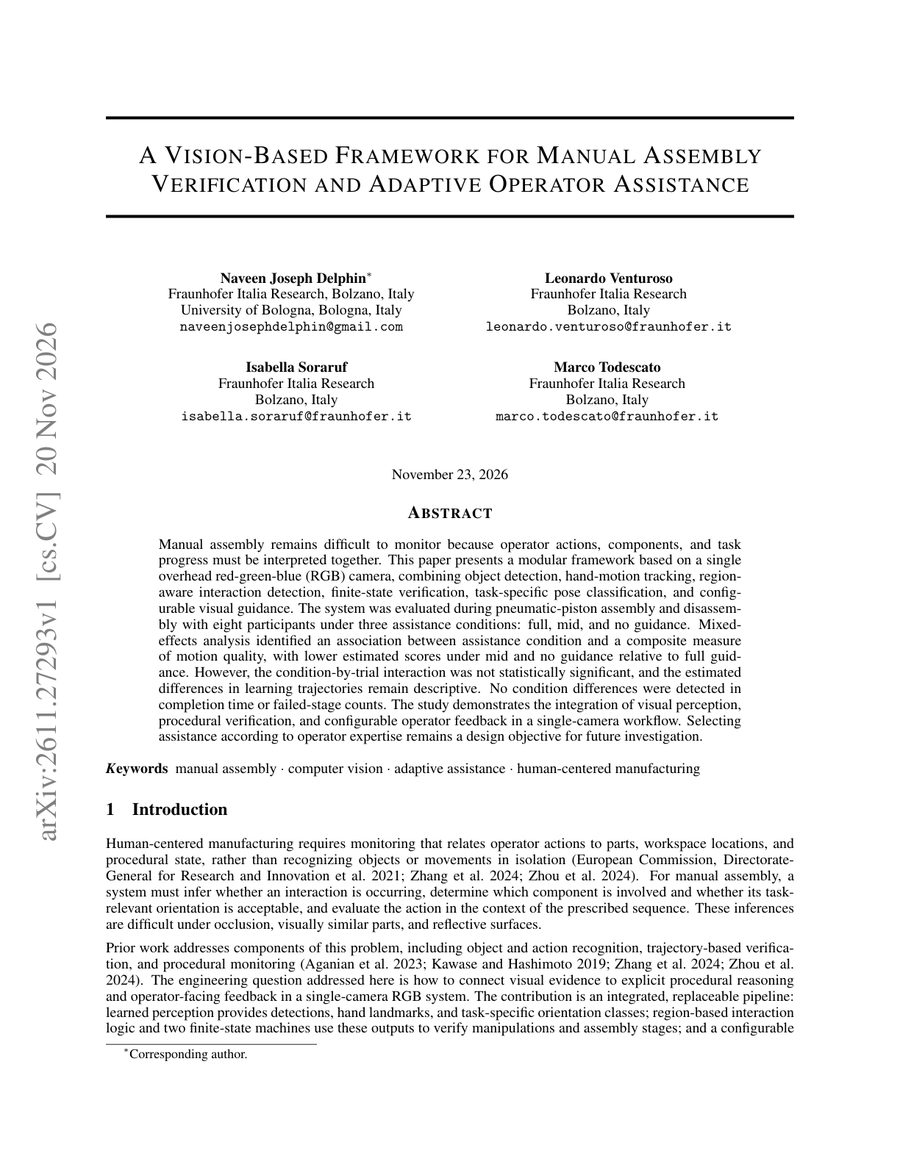 A VISION-BASED FRAMEWORK FOR MANUAL ASSEMBLY
VERIFICATION AND ADAPTIVE OPERATOR ASSISTANCE
Naveen Joseph Delphin*
Fraunhofer Italia Research, Bolzano, Italy
University of Bologna, Bologna, Italy
naveenjosephdelphin@gmail.com
Leonardo Venturoso
Fraunhofer Italia Research
Bolzano, Italy
leonardo.venturoso@fraunhofer.it
Isabella Soraruf
Fraunhofer Italia Research
Bolzano, Italy
isabella.soraruf@fraunhofer.it
Marco Todescato
Fraunhofer Italia Research
Bolzano, Italy
marco.todescato@fraunhofer.it
arXiv:2611.27293v1 [cs.CV] 20 Nov 2026
November 23, 2026
ABSTRACT
Manual assembly remains difficult to monitor because operator actions, components, and task
progress must be interpreted together. This paper presents a modular framework based on a single
overhead red-green-blue (RGB) camera, combining object detection, hand-motion tracking, region-
aware interaction detection, finite-state verification, task-specific pose classification, and config-
urable visual guidance. The system was evaluated during pneumatic-piston assembly and disassem-
bly with eight participants under three assistance conditions: full, mid, and no guidance. Mixed-
effects analysis identified an association between assistance condition and a composite measure
of motion quality, with lower estimated scores under mid and no guidance relative to full guid-
ance. However, the condition-by-trial interaction was not statistically significant, and the estimated
differences in learning trajectories remain descriptive. No condition differences were detected in
completion time or failed-stage counts. The study demonstrates the integration of visual perception,
procedural verification, and configurable operator feedback in a single-camera workflow. Selecting
assistance according to operator expertise remains a design objective for future investigation.
Keywords manual assembly · computer vision · adaptive assistance · human-centered manufacturing
1 Introduction
Human-centered manufacturing requires monitoring that relates operator actions to parts, workspace locations, and
procedural state, rather than recognizing objects or movements in isolation (European Commission, Directorate-
General for Research and Innovation et al. 2021; Zhang et al. 2024; Zhou et al. 2024). For manual assembly, a
system must infer whether an interaction is occurring, determine which component is involved and whether its task-
relevant orientation is acceptable, and evaluate the action in the context of the prescribed sequence. These inferences
are difficult under occlusion, visually similar parts, and reflective surfaces.
Prior work addresses components of this problem, including object and action recognition, trajectory-based verifica-
tion, and procedural monitoring (Aganian et al. 2023; Kawase and Hashimoto 2019; Zhang et al. 2024; Zhou et al.
2024). The engineering question addressed here is how to connect visual evidence to explicit procedural reasoning
and operator-facing feedback in a single-camera RGB system. The contribution is an integrated, replaceable pipeline:
learned perception provides detections, hand landmarks, and task-specific orientation classes; region-based interaction
logic and two finite-state machines use these outputs to verify manipulations and assembly stages; and a configurable
*Corresponding author.